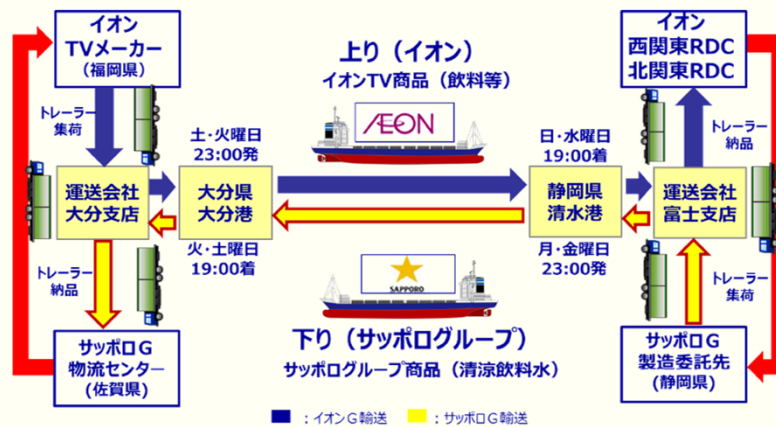 イオン
TVメーカー
(福岡県)
トレーラー
集荷
運送会社
大分支店
トレーラー
納品
サッポロG
物流センター
(佐賀県)
土・火曜日
23:00発
大分県
大分港
火・土曜日
19:00着
上り（イオン）
イオンTV商品（飲料等）
ÆON
SAPPORO
下り（サッポログループ）
サッポログループ商品（清涼飲料水）
日・水曜日
19:00着
静岡県
清水港
月・金曜日
23:00発
イオン
西関東RDC
北関東RDC
トレーラー
納品
運送会社
富士支店
トレーラー
集荷
サッポロG
製造委託先
(静岡県)
：イオンG輸送
：サッポロG輸送